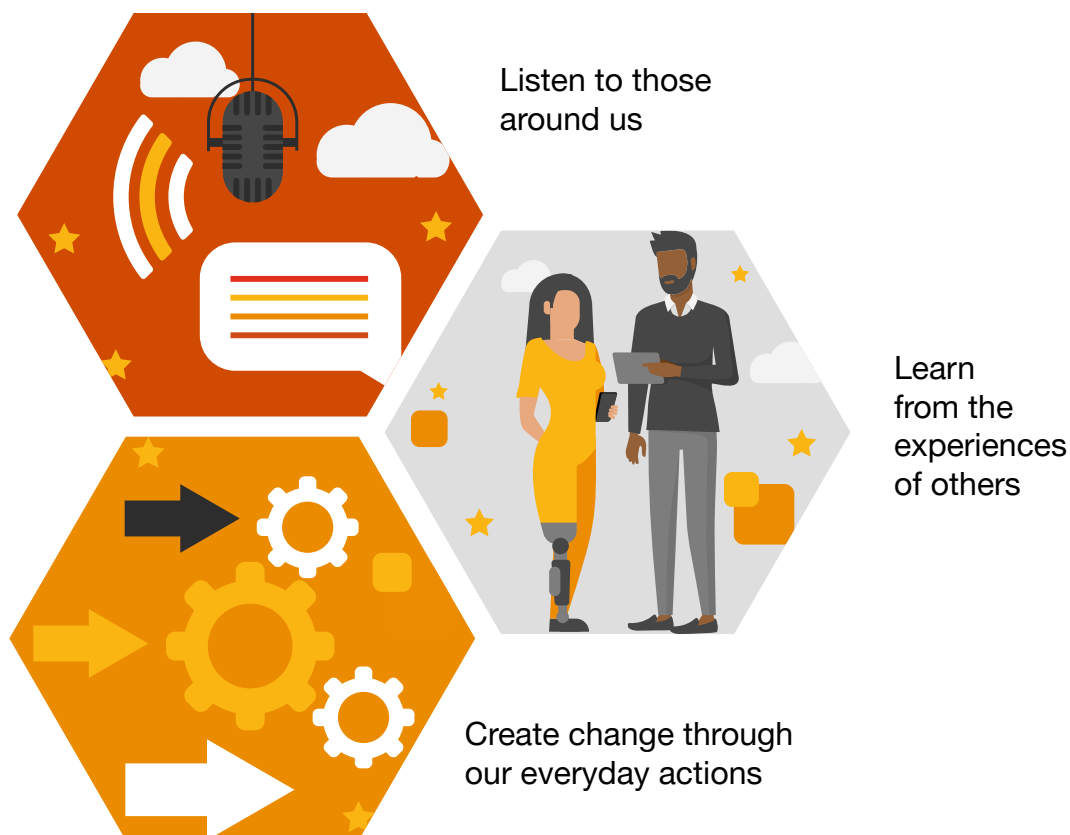 Listen to those
around us
Learn
from the
experiences
of others
Create change through
our everyday actions